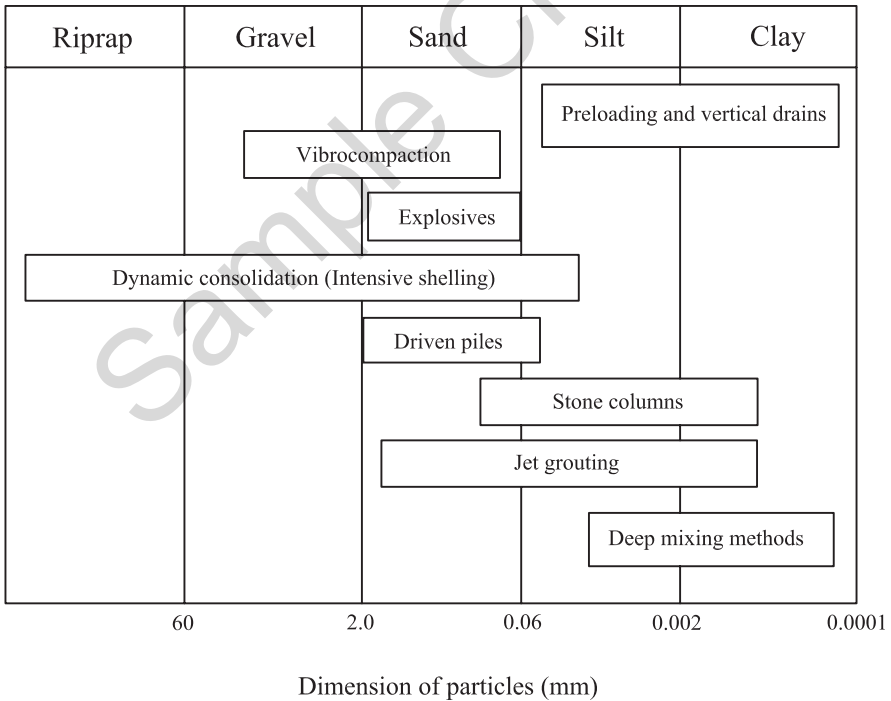 Riprap Gravel Sand Silt Clay
Preloading and vertical drains
Vibrocompaction
Explosives
Dynamic consolidation (Intensive shelling)
Driven piles
Stone columns
Jet grouting
Deep mixing methods
60 2.0 0.06 0.002 0.0001
Dimension of particles (mm)
Sample